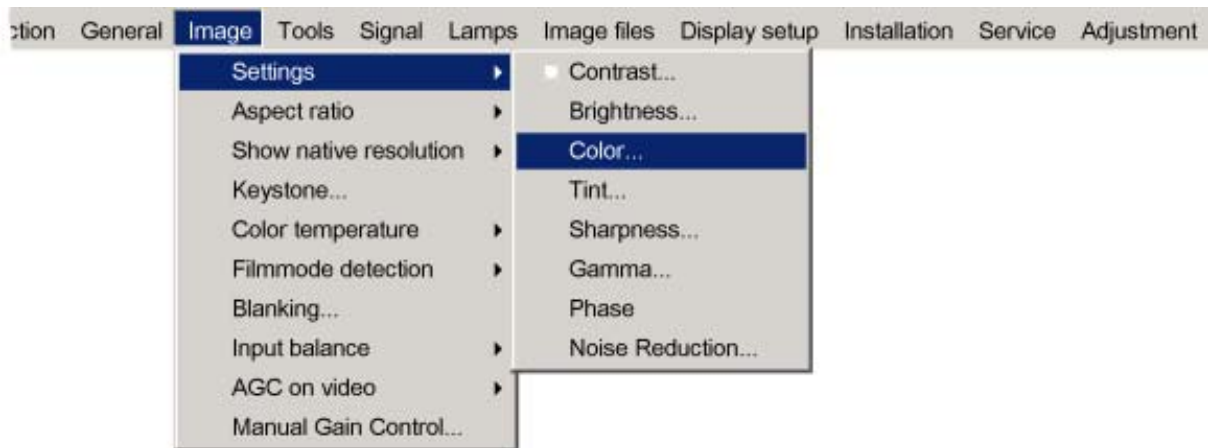 ction General Image Tools Signal Lamps Image files Display setup Installation Service Adjustment
Settings
Aspect ratio
Show native resolution
Keystone...
Color temperature
Filmmode detection
Blanking...
Input balance
AGC on video
Manual Gain Control...
Contrast...
Brightness...
Color...
Tint...
Sharpness...
Gamma...
Phase
Noise Reduction...